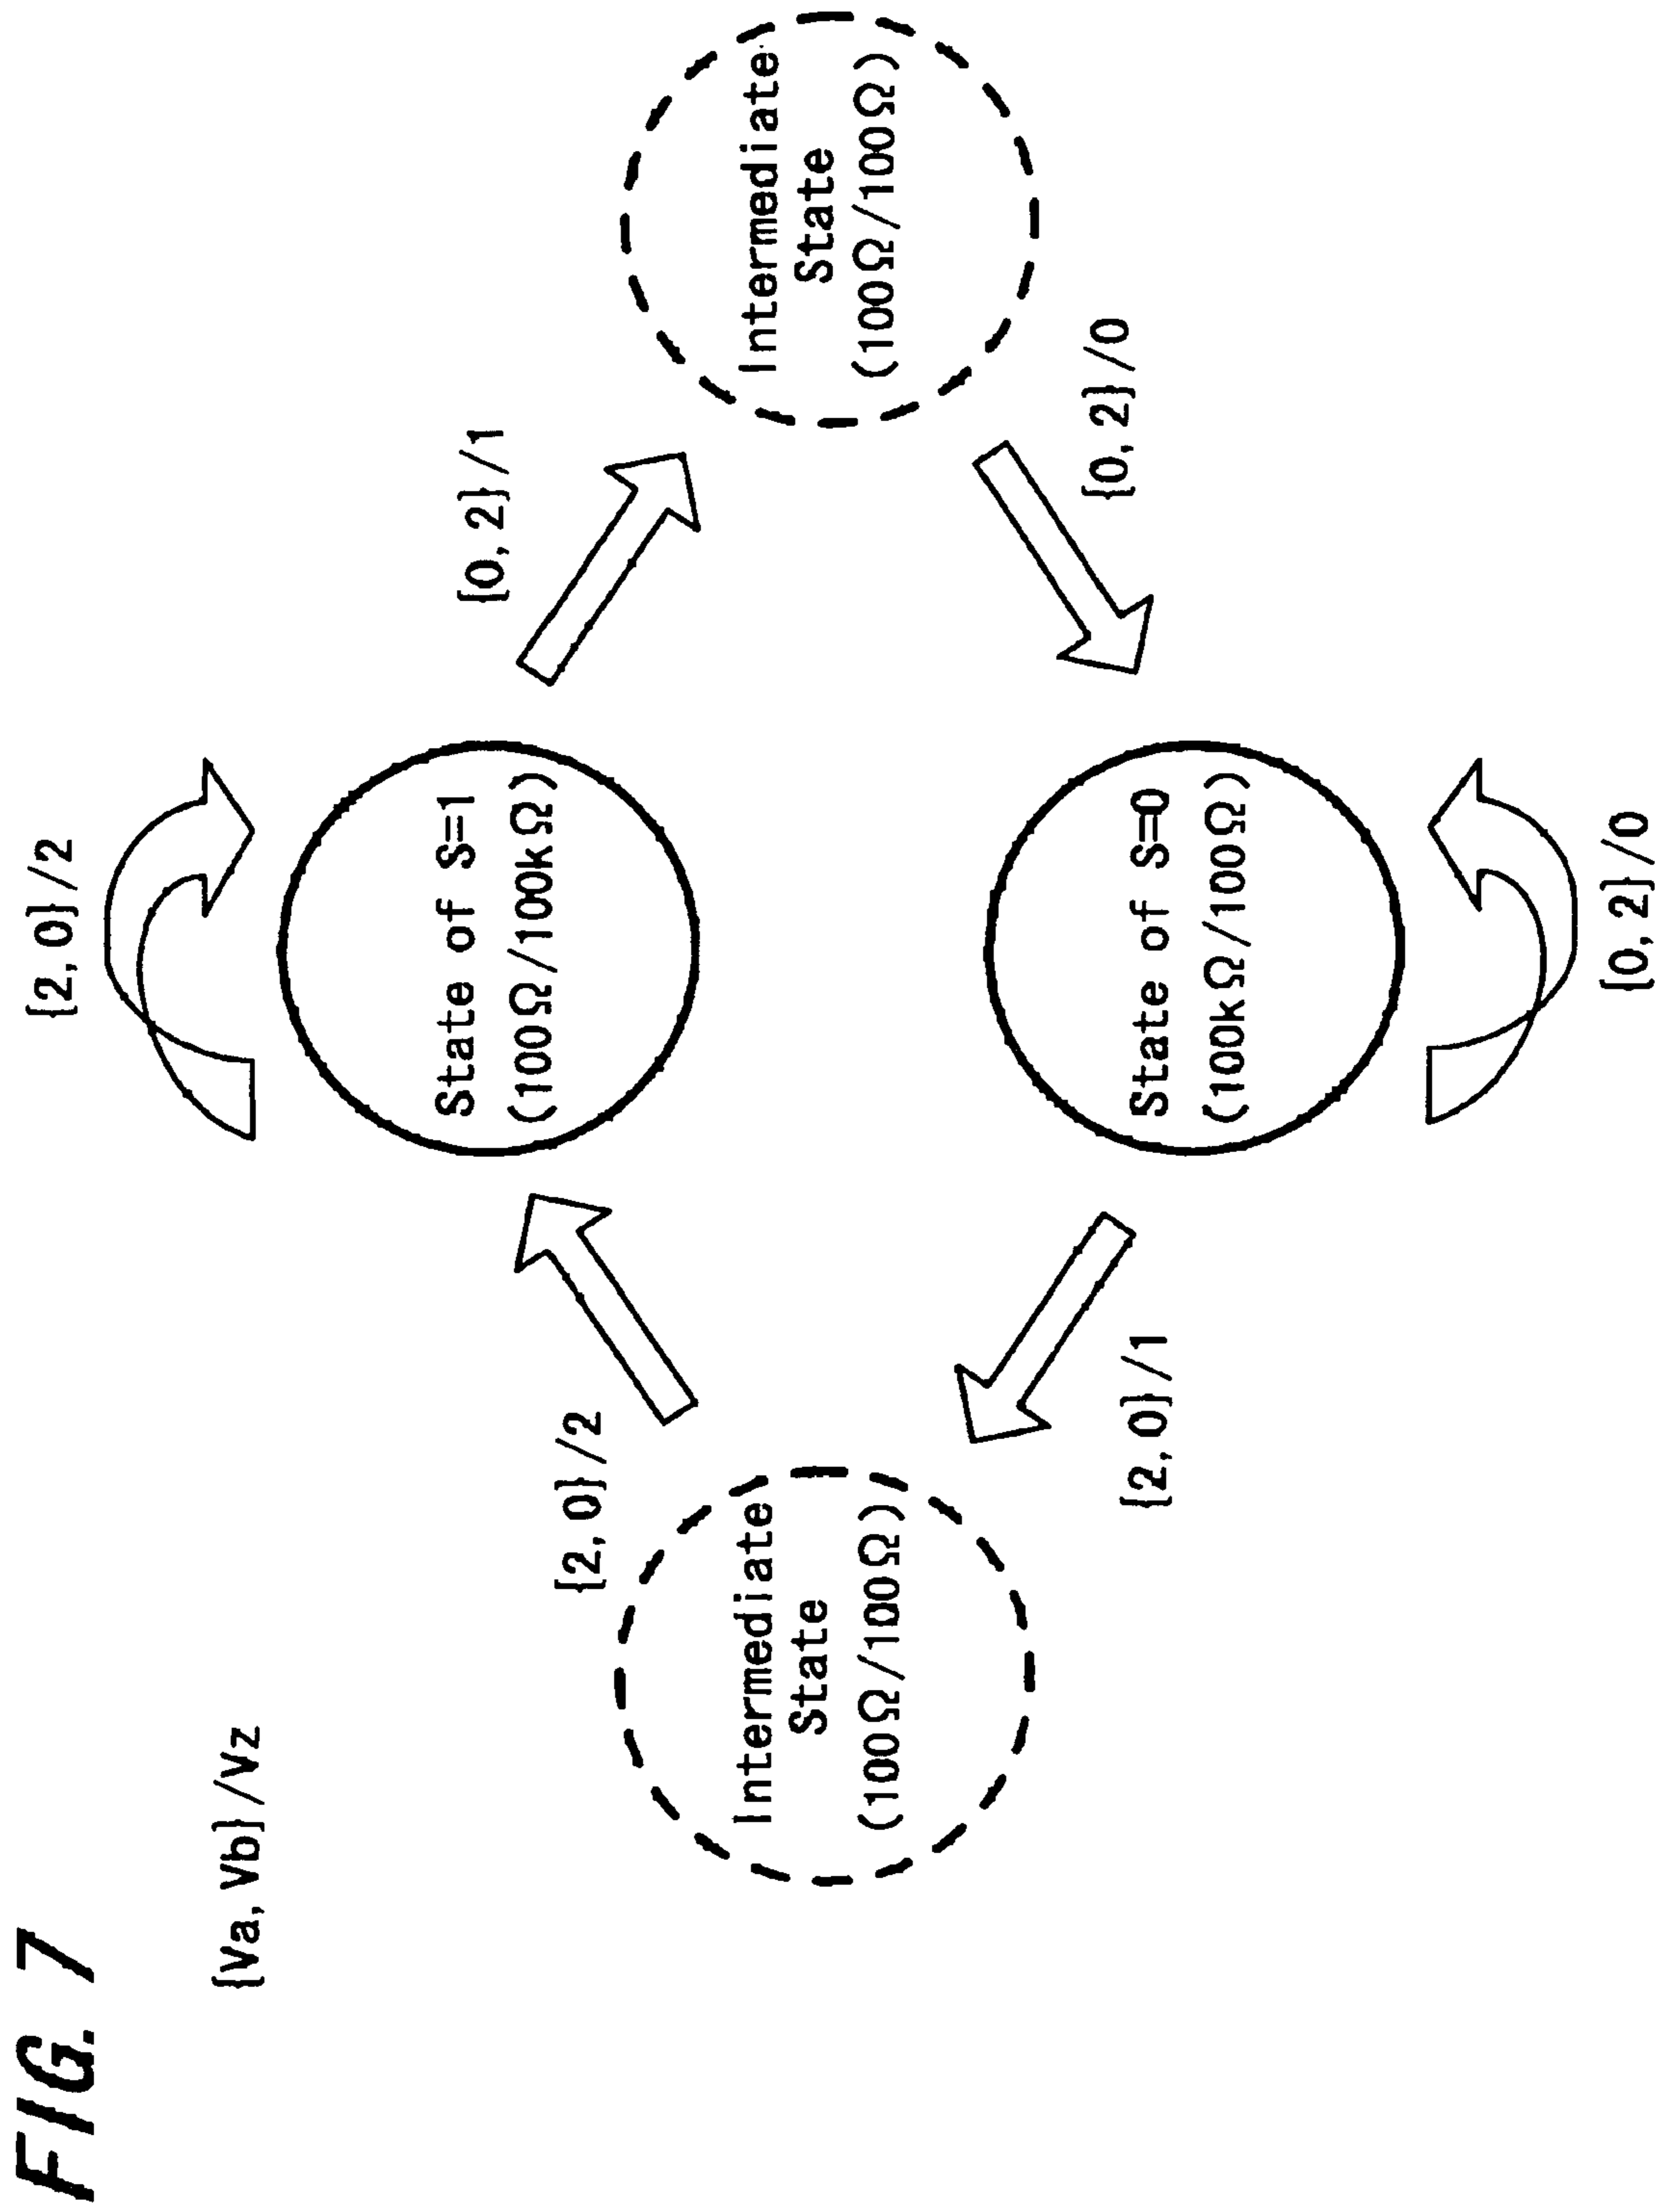 FIG. 7
{Va, Vb}/Vz
{2, 0}/2
State of S=1
(100Ω/100kΩ)
{0, 2}/1
{2, 0}/2
Intermediate
State
(100Ω/100Ω)
Intermediate
State
(100Ω/100Ω)
{2, 0}/1
{0, 2}/0
State of S=0
(100kΩ/100Ω)
{0, 2}/0